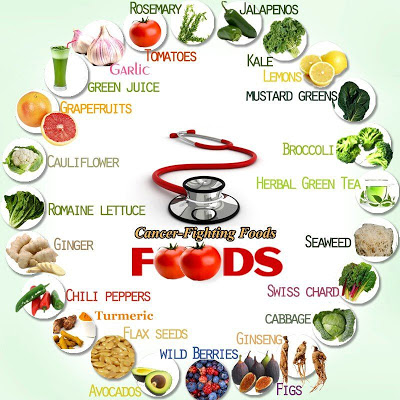 Rosemary
Jalapenos
Tomatoes
Kale
Garlic
Lemons
green juice
Mustard greens
Grapefruits
Broccoli
Cauliflower
Herbal Green Tea
Romaine lettuce
Cancer-Fighting Foods
Seaweed
Ginger
FOODS
Swiss chard
Chili peppers
Turmeric
cabbage
Flax seeds
Ginseng
wild Berries
Avocados
Figs